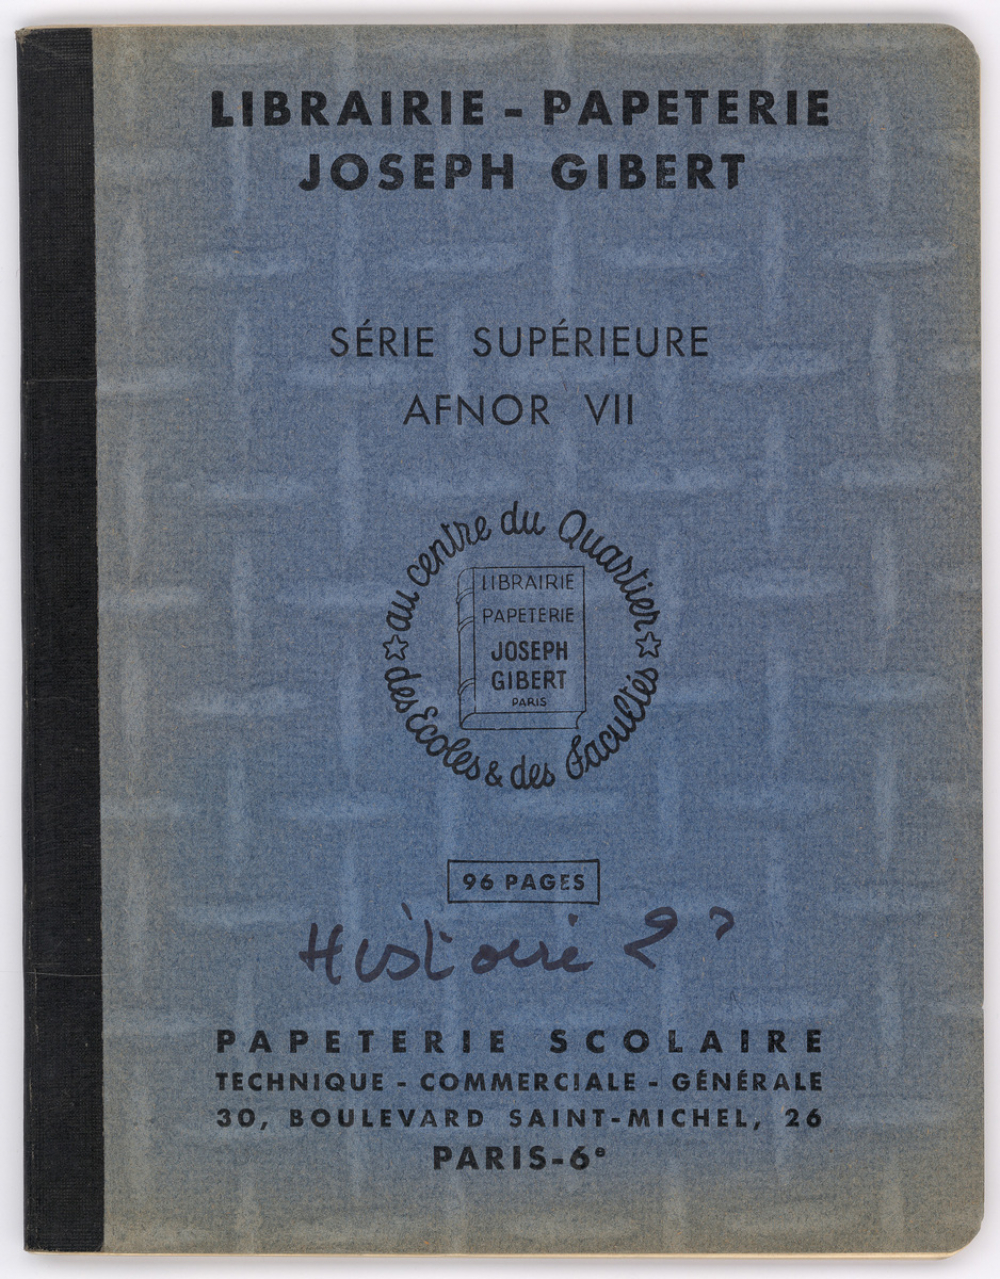 LIBRAIRIE - PAPETERIE
JOSEPH GIBERT
SÉRIE SUPÉRIEURE
AFNOR VII
au centre du Quartier
des Ecoles & des Facultés
LIBRAIRIE
PAPETERIE
JOSEPH
GIBERT
PARIS
96 PAGES
Histoire 2°
PAPETERIE SCOLAIRE
TECHNIQUE - COMMERCIALE - GÉNÉRALE
30, BOULEVARD SAINT-MICHEL, 26
PARIS-6e